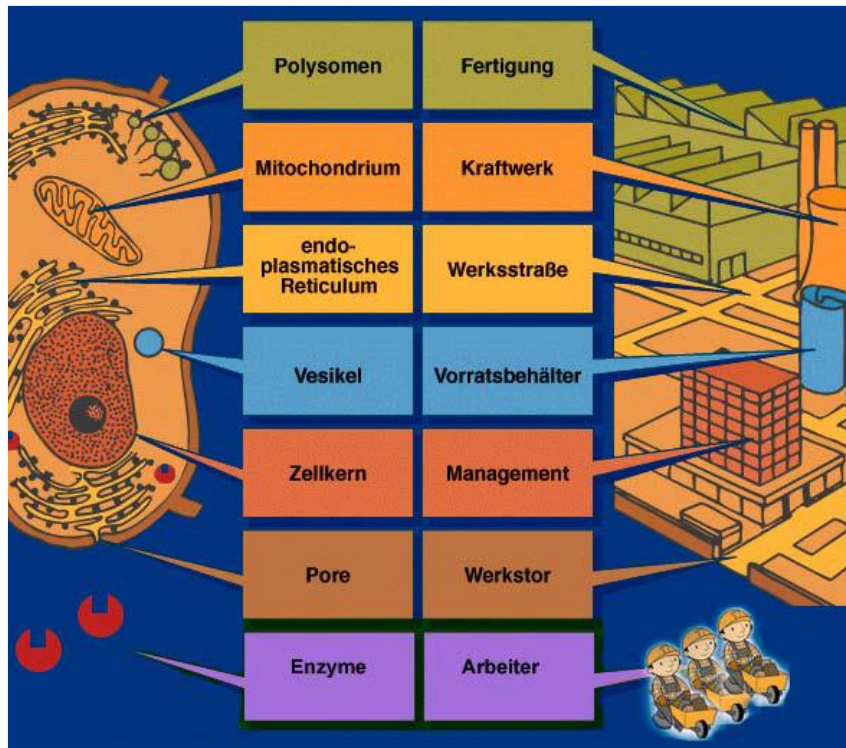 Polysomen
Fertigung
Mitochondrium
Kraftwerk
endo-
plasmatisches
Reticulum
Werksstraße
Vesikel
Vorratsbehälter
Zellkern
Management
Pore
Werkstor
Enzyme
Arbeiter